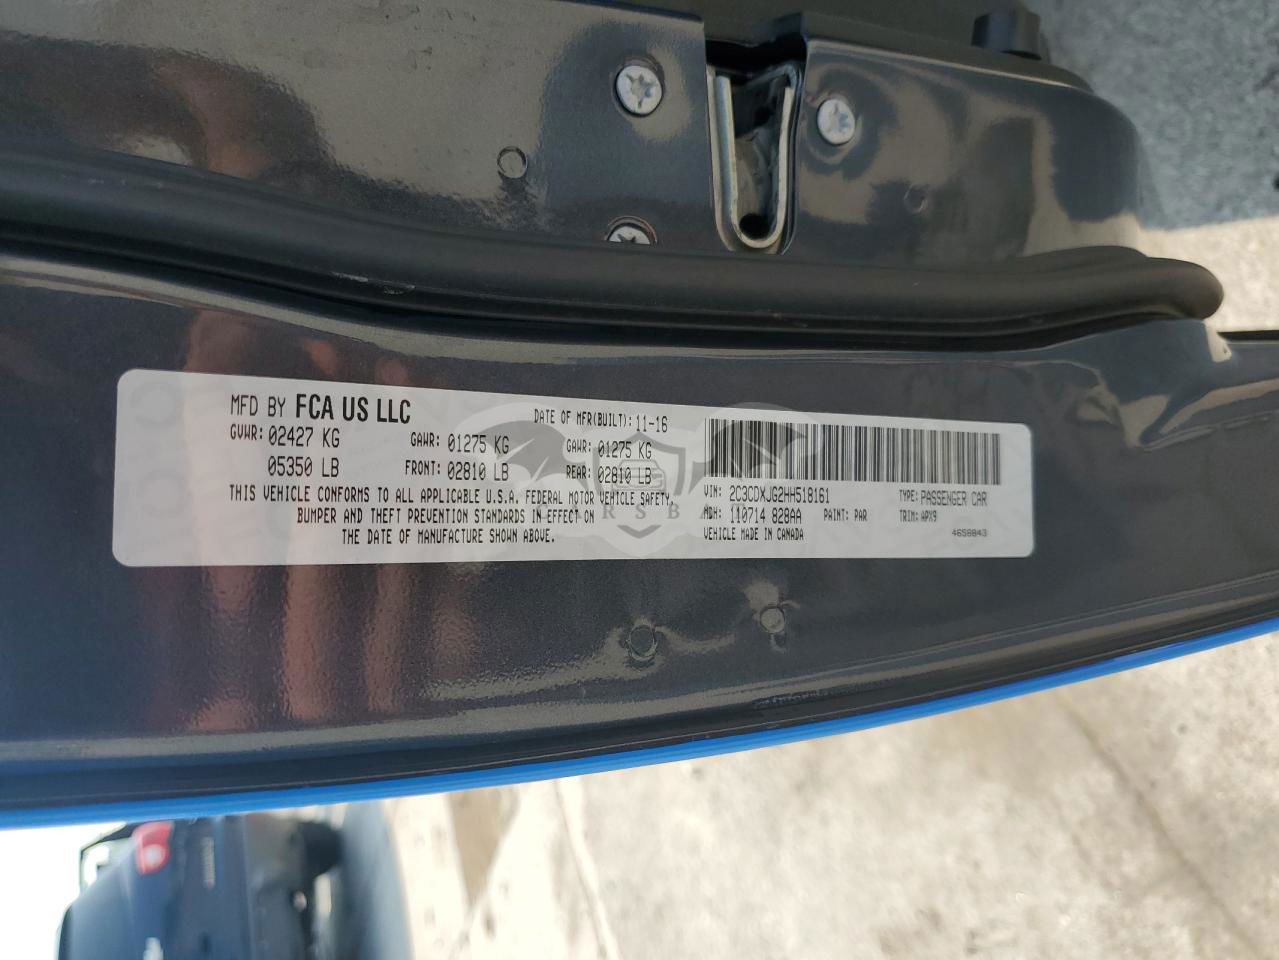 MFD BY FCA US LLC DATE OF MFR(BUILT): 11-16
GVWR: 02427 KG GAWR: 01275 KG GAWR: 01275 KG
05350 LB FRONT: 02810 LB REAR: 02810 LB
THIS VEHICLE CONFORMS TO ALL APPLICABLE U.S.A. FEDERAL MOTOR VEHICLE SAFETY,
BUMPER AND THEFT PREVENTION STANDARDS IN EFFECT ON
THE DATE OF MANUFACTURE SHOWN ABOVE.
VIN: 2C3CDXJG2HH518161 TYPE: PASSENGER CAR
MDH: 110714 828AA PAINT: PAR TRIM: APX9
VEHICLE MADE IN CANADA 4658843